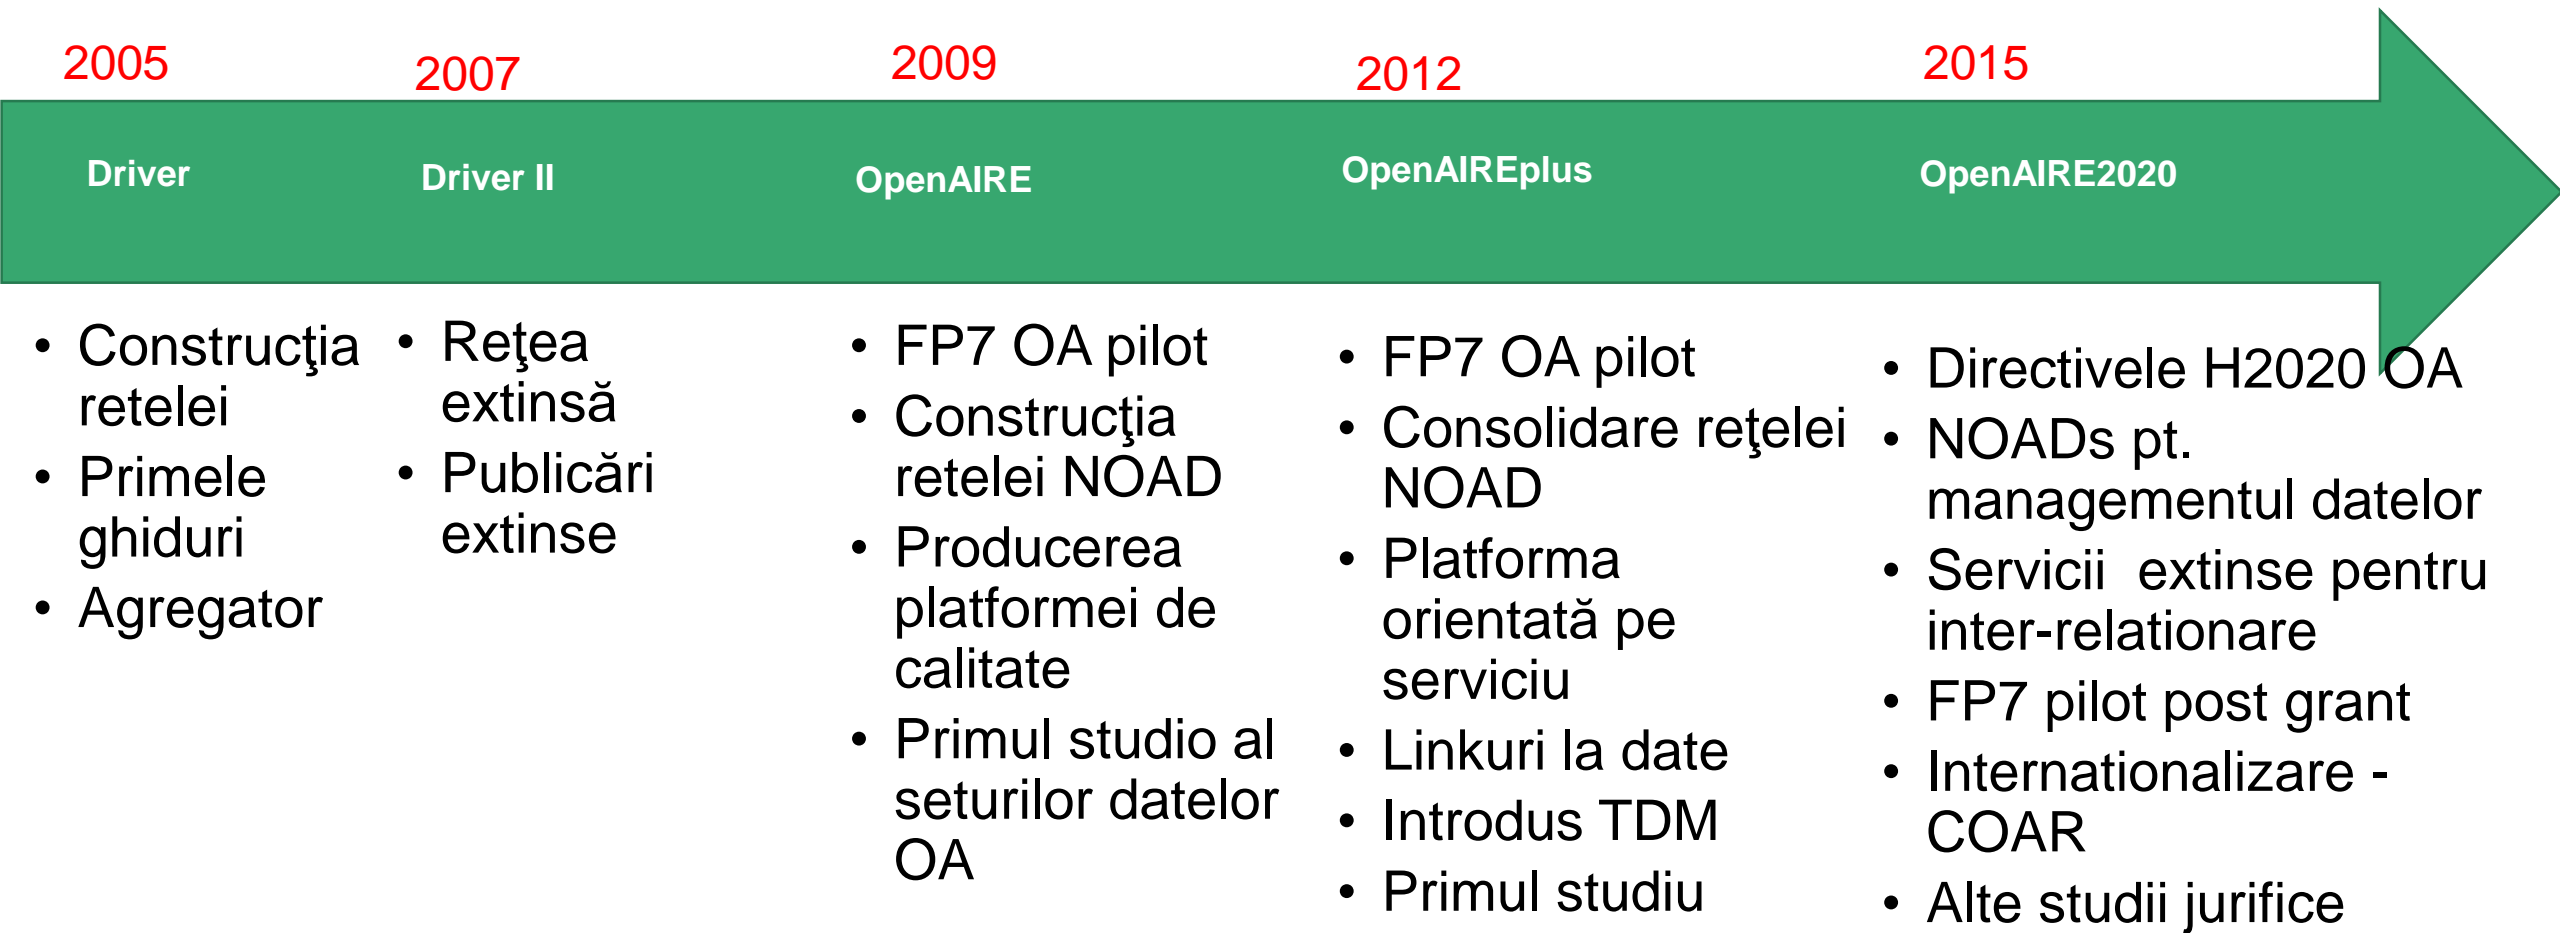 2005
2007
2009
2012
2015
Driver
Driver II
OpenAIRE
OpenAIREplus
OpenAIRE2020
• Construcţia
retelei
• Primele
ghiduri
• Agregator
• Reţea
extinsă
• Publicări
extinse
• FP7 OA pilot
• Construcţia
retelei NOAD
• Producerea
platformei de
calitate
• Primul studio al
seturilor datelor
OA
• FP7 OA pilot
• Consolidare reţelei
NOAD
• Platforma
orientată pe
serviciu
• Linkuri la date
• Introdus TDM
• Primul studiu
• Directivele H2020 OA
• NOADs pt.
managementul datelor
• Servicii  extinse pentru
inter-relationare
• FP7 pilot post grant
• Internationalizare -
COAR
• Alte studii jurifice